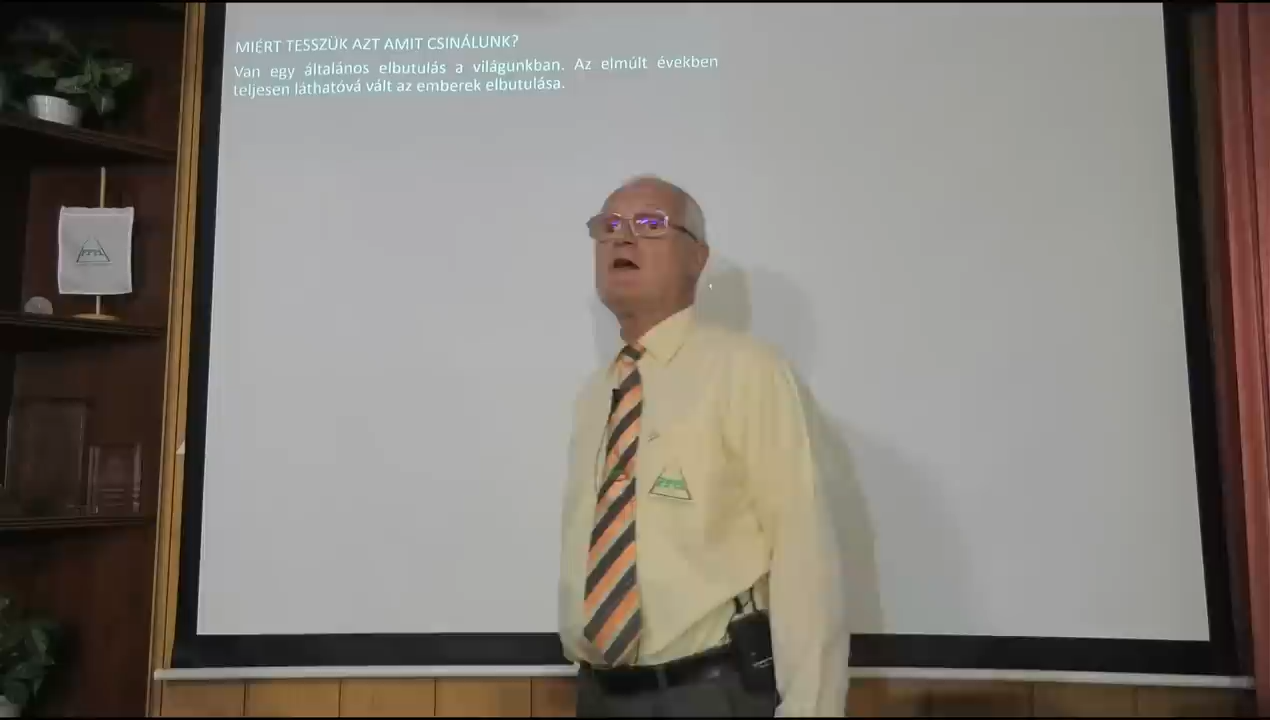 MIÉRT TESSZÜK AZT AMIT CSINÁLUNK?
Van egy általános elbutulás a világunkban. Az elmúlt években
teljesen láthatóvá vált az emberek elbutulása.